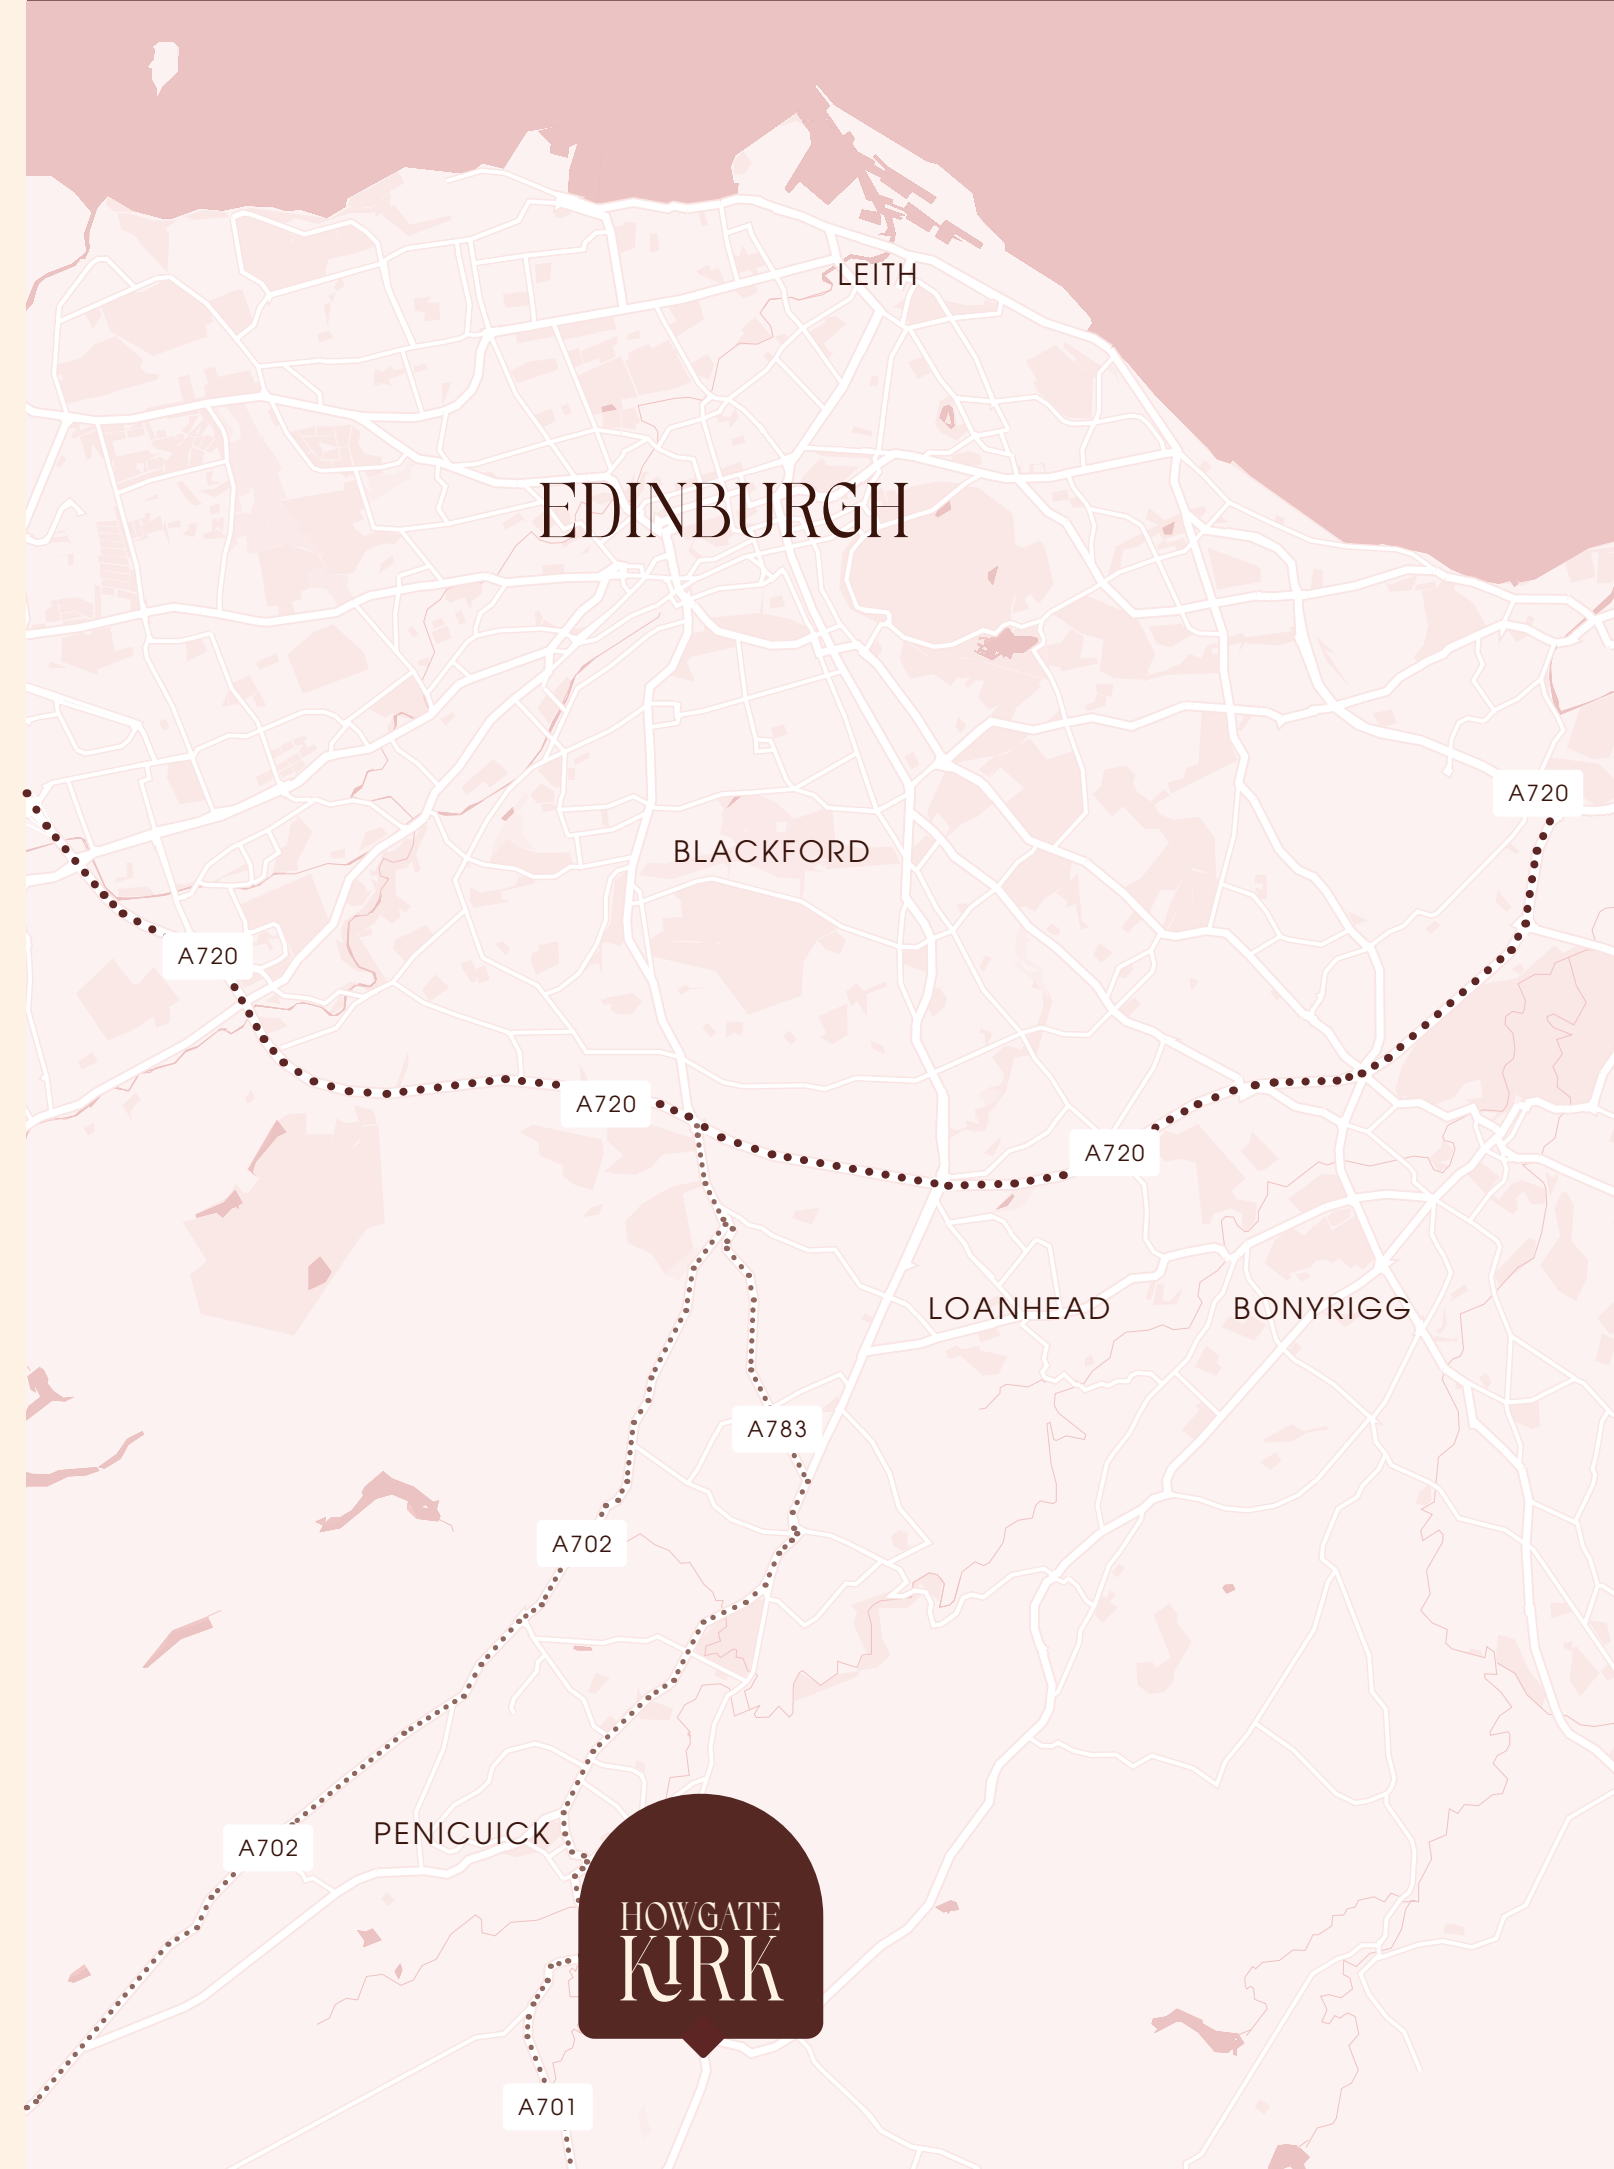 LEITH
EDINBURGH
A720
BLACKFORD
A720
A720
A720
LOANHEAD
BONYRIGG
A783
A702
PENICUICK
A702
HOWGATE
KIRK
A701